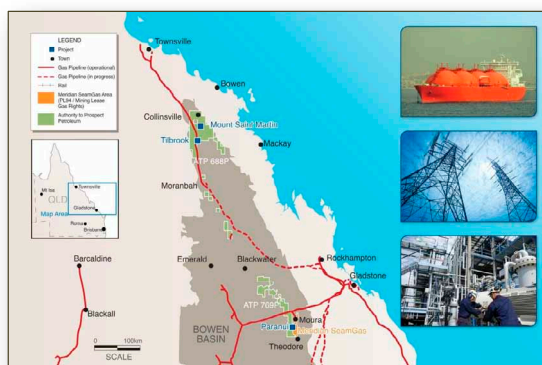 LEGEND
Project
Town
Gas Pipeline (operational)
Gas Pipeline (in progress)
Rail
Meridian SeamGas Area
(PL94 / Mining Lease
Gas Rights)
Authority to Prospect
Petroleum
Townsville
Bowen
Collinsville
Mount Saint Martin
Tilbrook
Mackay
ATP 688P
Moranbah
Mt Isa
Townsville
QLD
Gladstone
Map Area
Roma
Brisbane
Barcaldine
Emerald
Blackwater
Rockhampton
Gladstone
Blackall
ATP 769P
Moura
Paranui
Meridian SeamGas
Theodore
BOWEN
BASIN
0 100km
SCALE